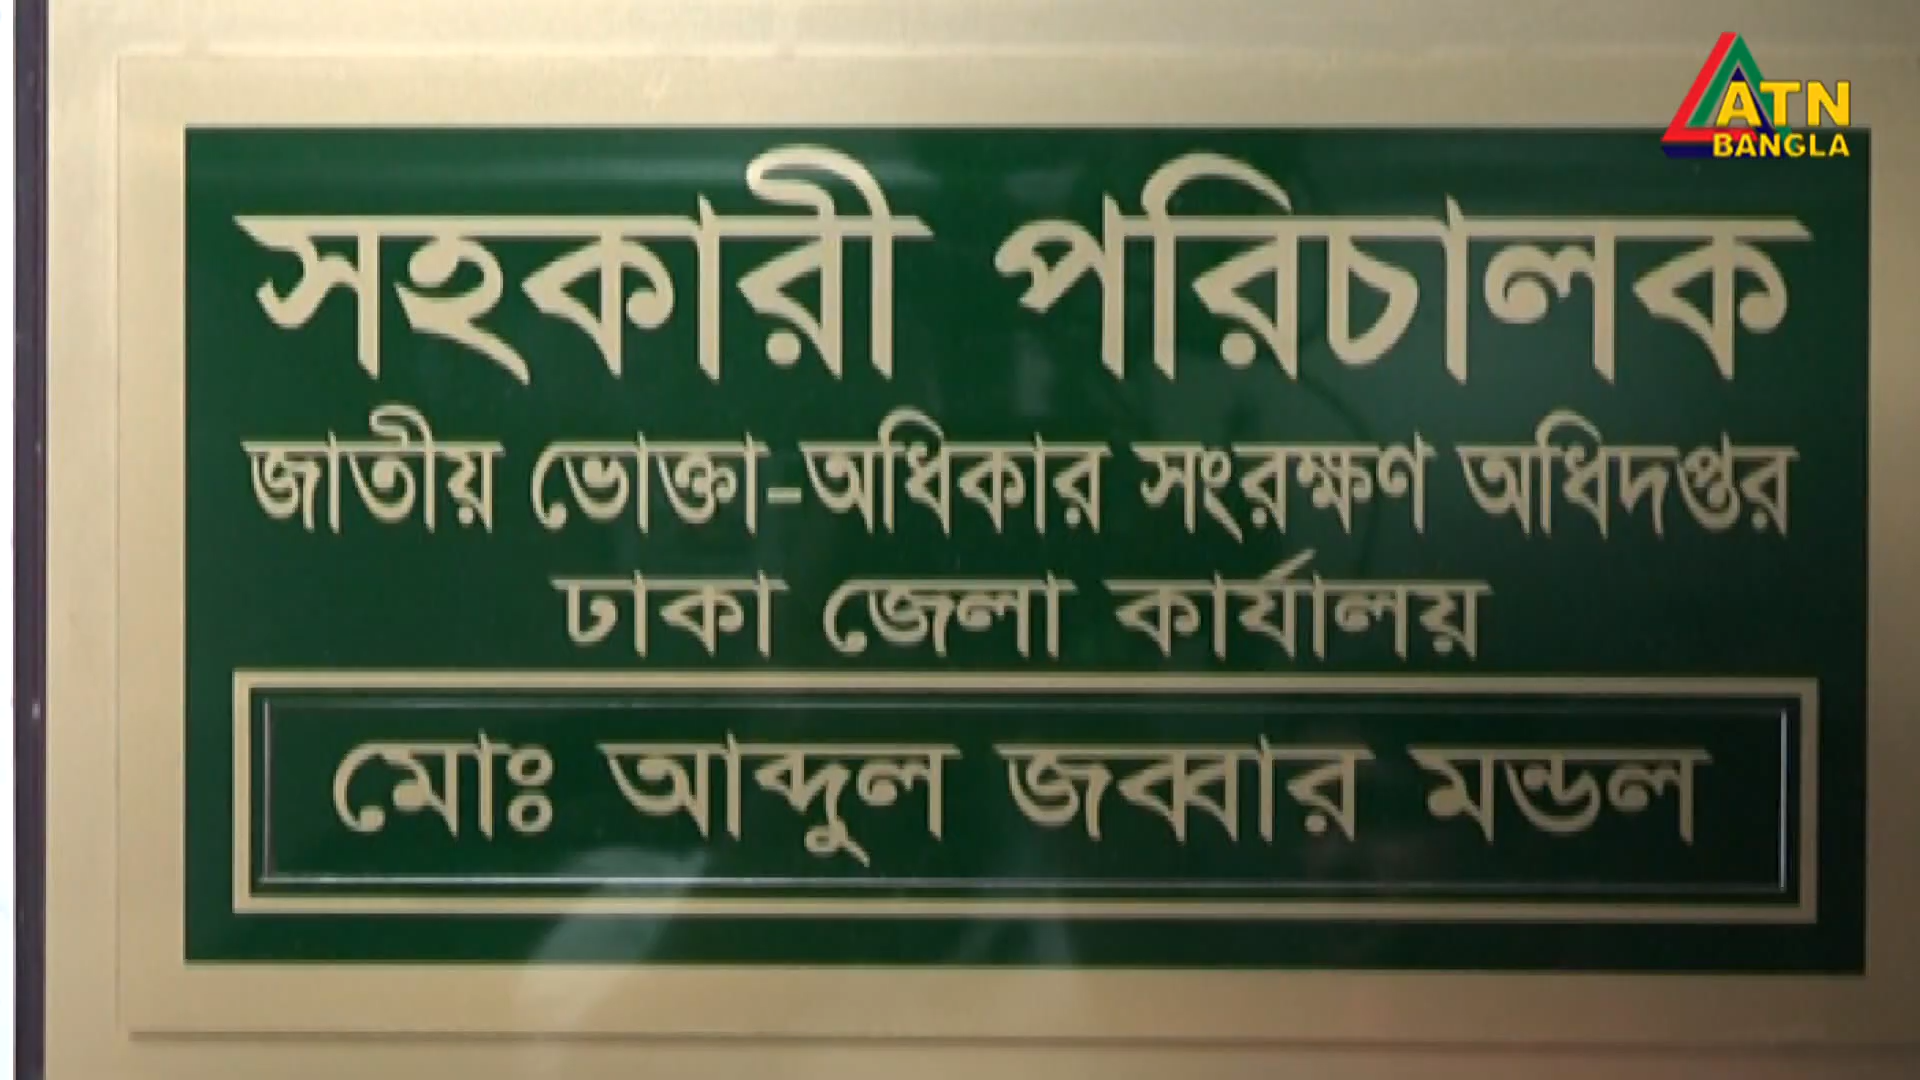 ATN
BANGLA
সহকারী পরিচালক
জাতীয় ভোক্তা-অধিকার সংরক্ষণ অধিদপ্তর
ঢাকা জেলা কার্যালয়
মোঃ আব্দুল জব্বার মন্ডল